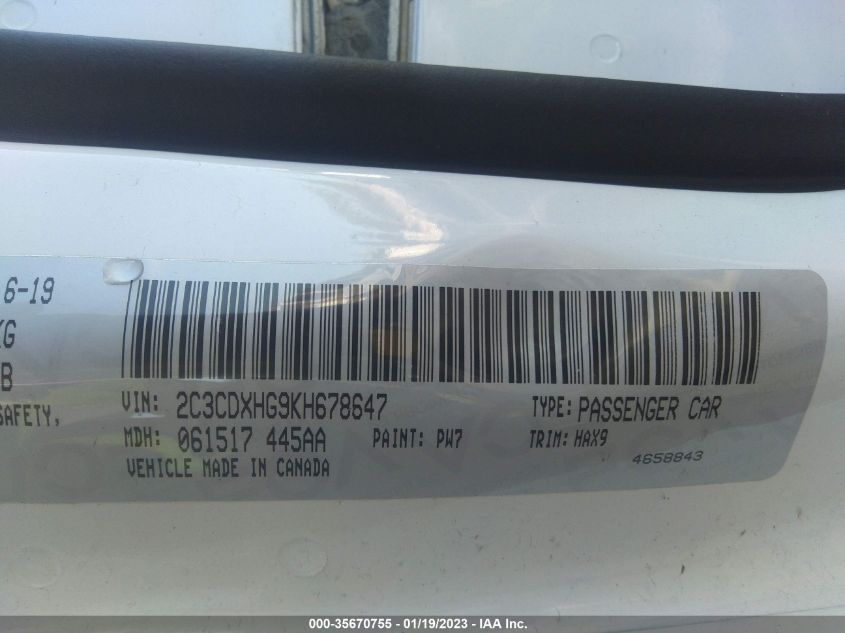 6-19
KG
B
SAFETY,
VIN: 2C3CDXHG9KH678647 TYPE: PASSENGER CAR
MDH: 061517 445AA PAINT: PW7 TRIM: HAX9
VEHICLE MADE IN CANADA 4658843
000-35670755 - 01/19/2023 - IAA Inc.